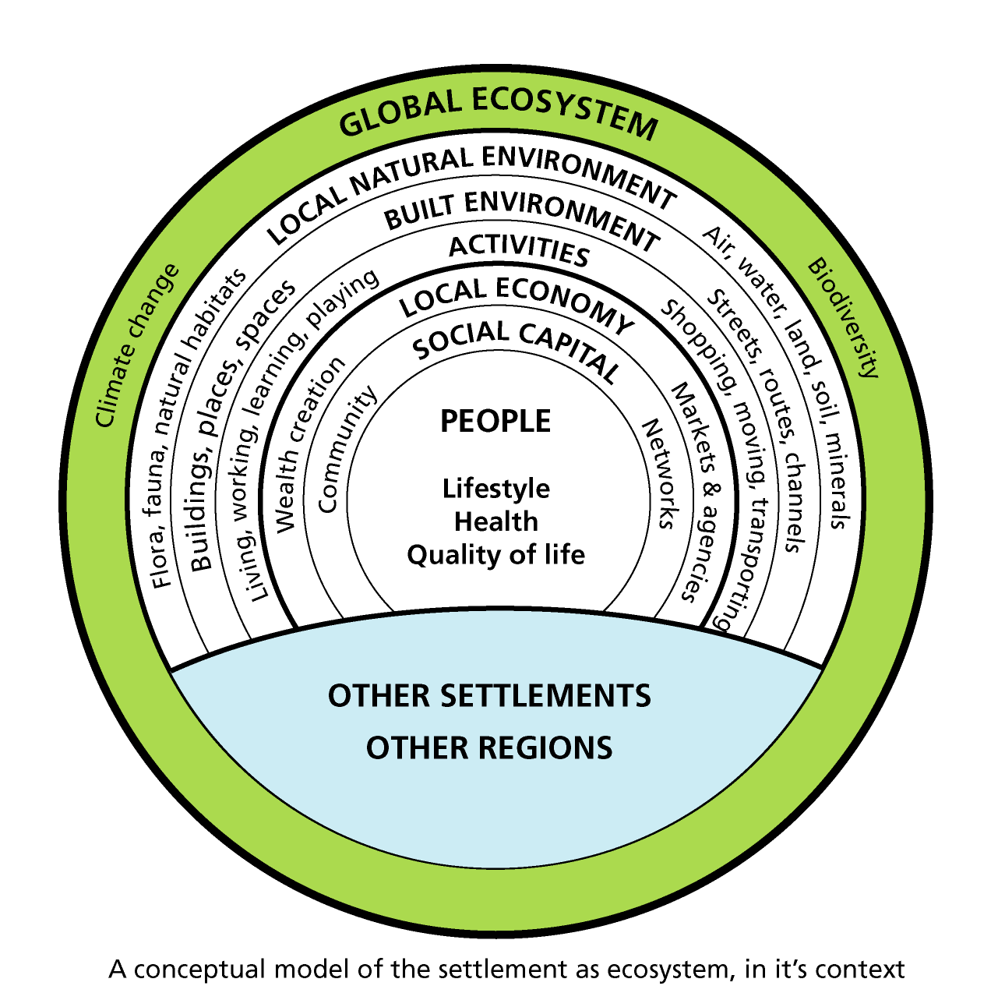 GLOBAL ECOSYSTEM
Climate change
Biodiversity
LOCAL NATURAL ENVIRONMENT
Flora, fauna, natural habitats
Air, water, land, soil, minerals
BUILT ENVIRONMENT
Buildings, places, spaces
Streets, routes, channels
ACTIVITIES
Living, working, learning, playing
Shopping, moving, transporting
LOCAL ECONOMY
Wealth creation
Markets & agencies
SOCIAL CAPITAL
Community
Networks
PEOPLE
Lifestyle
Health
Quality of life
OTHER SETTLEMENTS
OTHER REGIONS
A conceptual model of the settlement as ecosystem, in it’s context